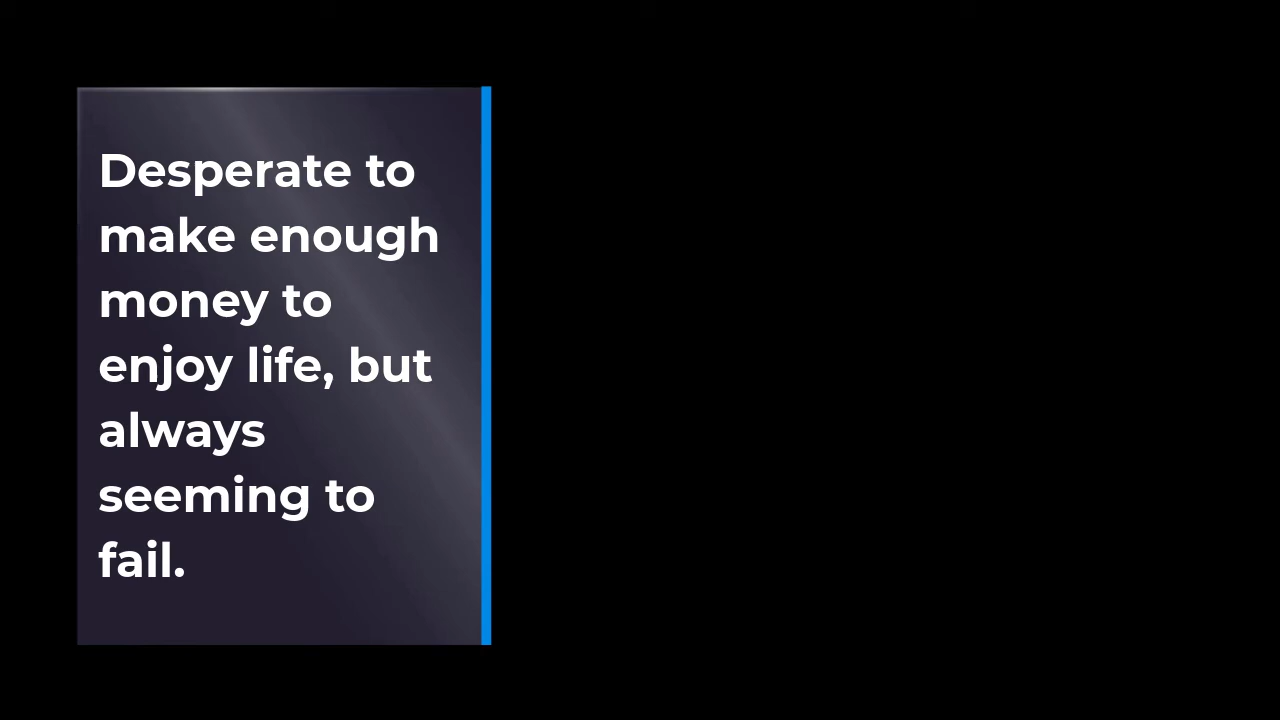 Desperate to
make enough
money to
enjoy life, but
always
seeming to
fail.